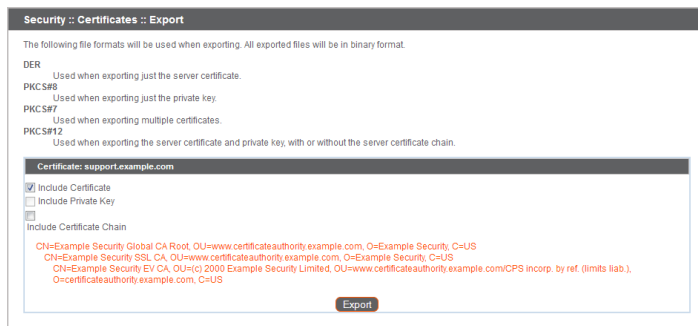 Security :: Certificates :: Export
The following file formats will be used when exporting. All exported files will be in binary format.
DER
Used when exporting just the server certificate.
PKCS#8
Used when exporting just the private key.
PKCS#7
Used when exporting multiple certificates.
PKCS#12
Used when exporting the server certificate and private key, with or without the server certificate chain.
Certificate: support.example.com
Include Certificate
Include Private Key
Include Certificate Chain
CN=Example Security Global CA Root, OU=www.certificateauthority.example.com, O=Example Security, C=US
CN=Example Security SSL CA, OU=www.certificateauthority.example.com, O=Example Security, C=US
CN=Example Security EV CA, OU=(c) 2000 Example Security Limited, OU=www.certificateauthority.example.com/CPS incorp. by ref. (limits liab.),
O=certificateauthority.example.com, C=US
Export